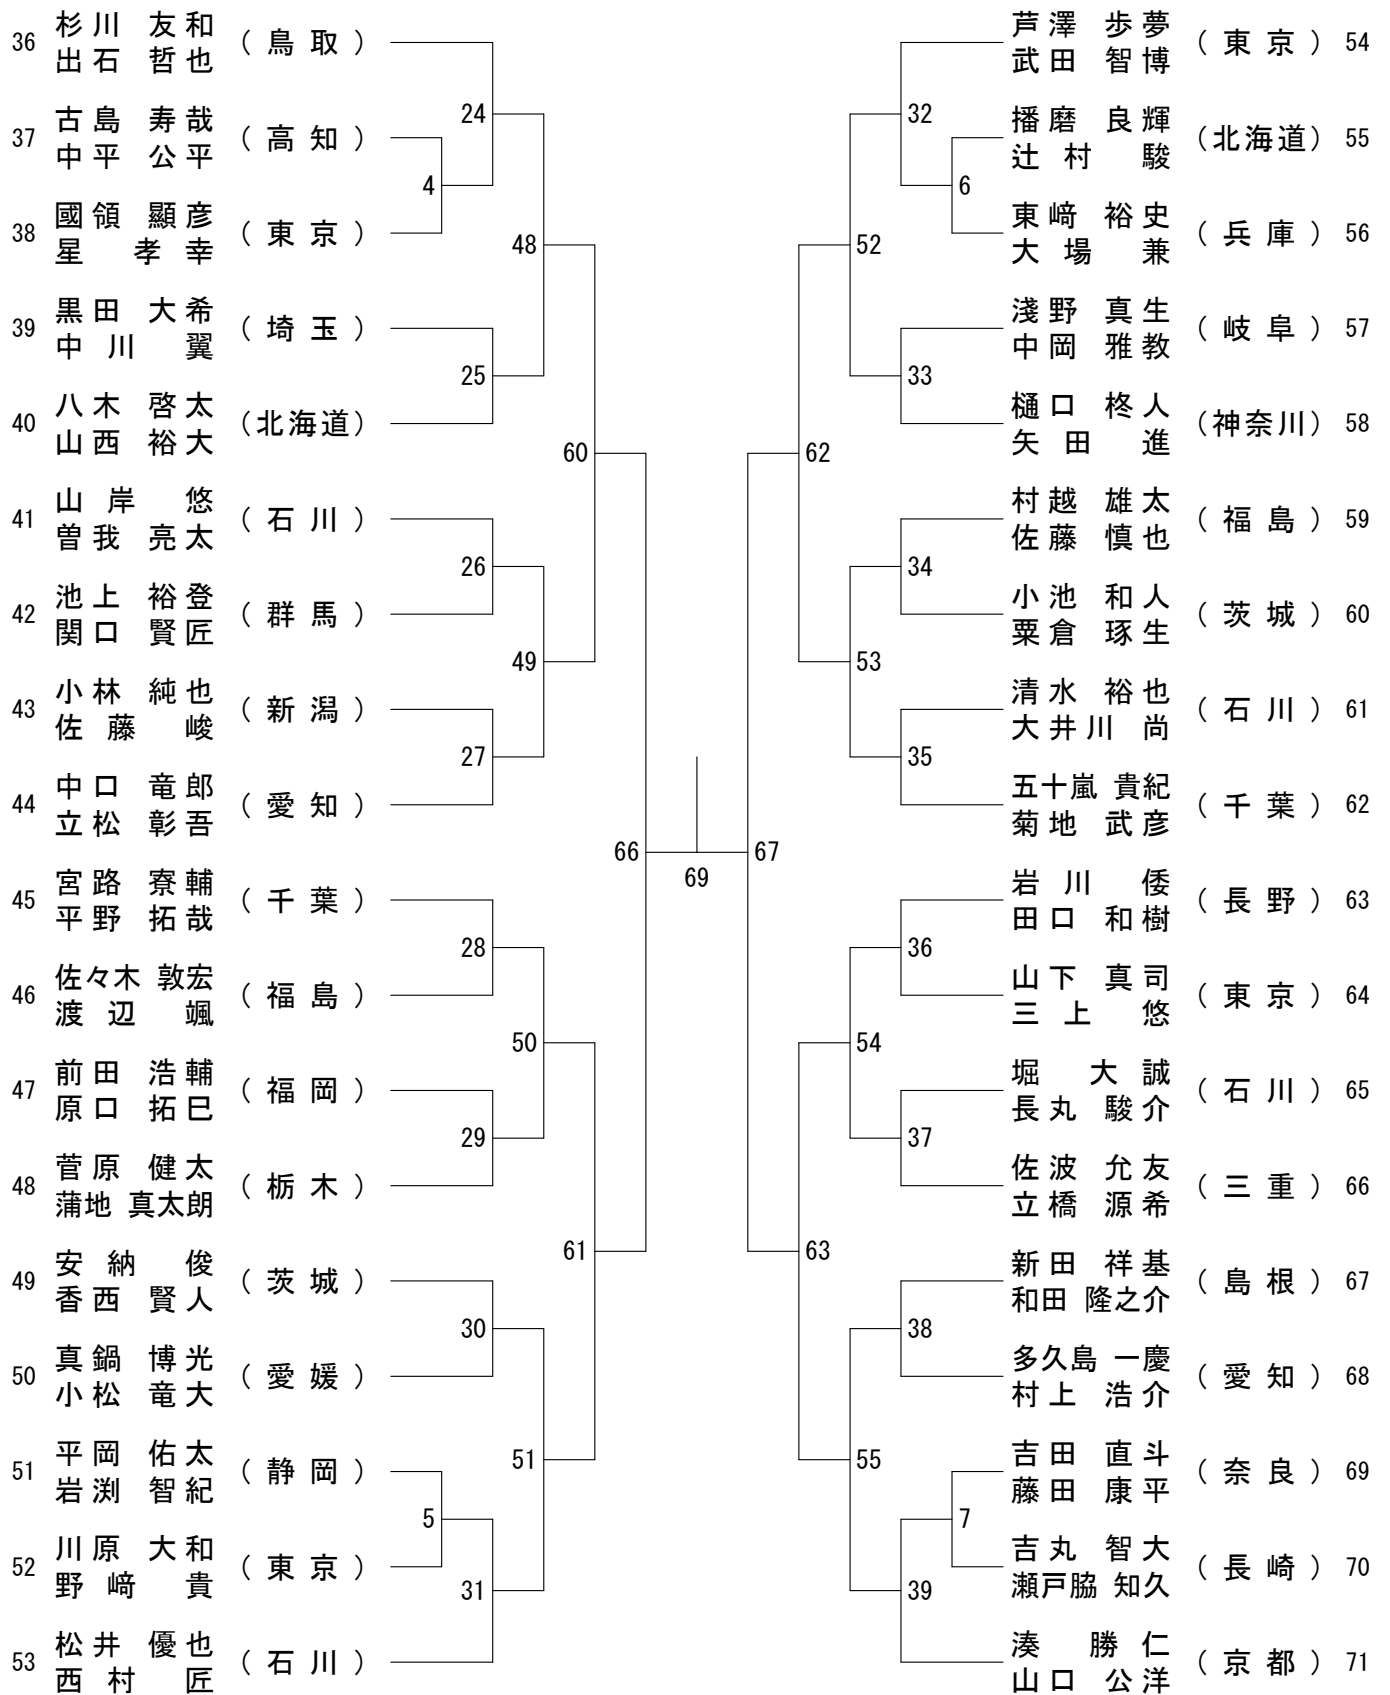 36 杉川 友和 (鳥取)
出石 哲也
37 古島 寿哉 (高知)
中平 公平
38 國領 顯彦 (東京)
星 孝幸
39 黒田 大希 (埼玉)
中川 翼
40 八木 啓太 (北海道)
山西 裕大
41 山岸 悠 (石川)
曽我 亮太
42 池上 裕登 (群馬)
関口 賢匠
43 小林 純也 (新潟)
佐藤 峻
44 中口 竜郎 (愛知)
立松 彰吾
45 宮路 寮輔 (千葉)
平野 拓哉
46 佐々木 敦宏 (福島)
渡辺 颯
47 前田 浩輔 (福岡)
原口 拓巳
48 菅原 健太 (栃木)
蒲地 真太朗
49 安納 俊 (茨城)
香西 賢人
50 真鍋 博光 (愛媛)
小松 竜大
51 平岡 佑太 (静岡)
岩渕 智紀
52 川原 大和 (東京)
野﨑 貴
53 松井 優也 (石川)
西村 匠
24
4
48
25
60
26
49
27
66
28
50
29
61
30
51
5
31
69
32
6
52
33
62
34
53
35
67
36
54
37
63
38
55
7
39
芦澤 歩夢 (東京) 54
武田 智博
播磨 良輝 (北海道) 55
辻村 駿
東﨑 裕史 (兵庫) 56
大場 兼
淺野 真生 (岐阜) 57
中岡 雅教
樋口 柊人 (神奈川) 58
矢田 進
村越 雄太 (福島) 59
佐藤 慎也
小池 和人 (茨城) 60
粟倉 琢生
清水 裕也 (石川) 61
大井川 尚
五十嵐 貴紀 (千葉) 62
菊地 武彦
岩川 倭 (長野) 63
田口 和樹
山下 真司 (東京) 64
三上 悠
堀 大誠 (石川) 65
長丸 駿介
佐波 允友 (三重) 66
立橋 源希
新田 祥基 (島根) 67
和田 隆之介
多久島 一慶 (愛知) 68
村上 浩介
吉田 直斗 (奈良) 69
藤田 康平
吉丸 智大 (長崎) 70
瀬戸脇 知久
湊 勝仁 (京都) 71
山口 公洋